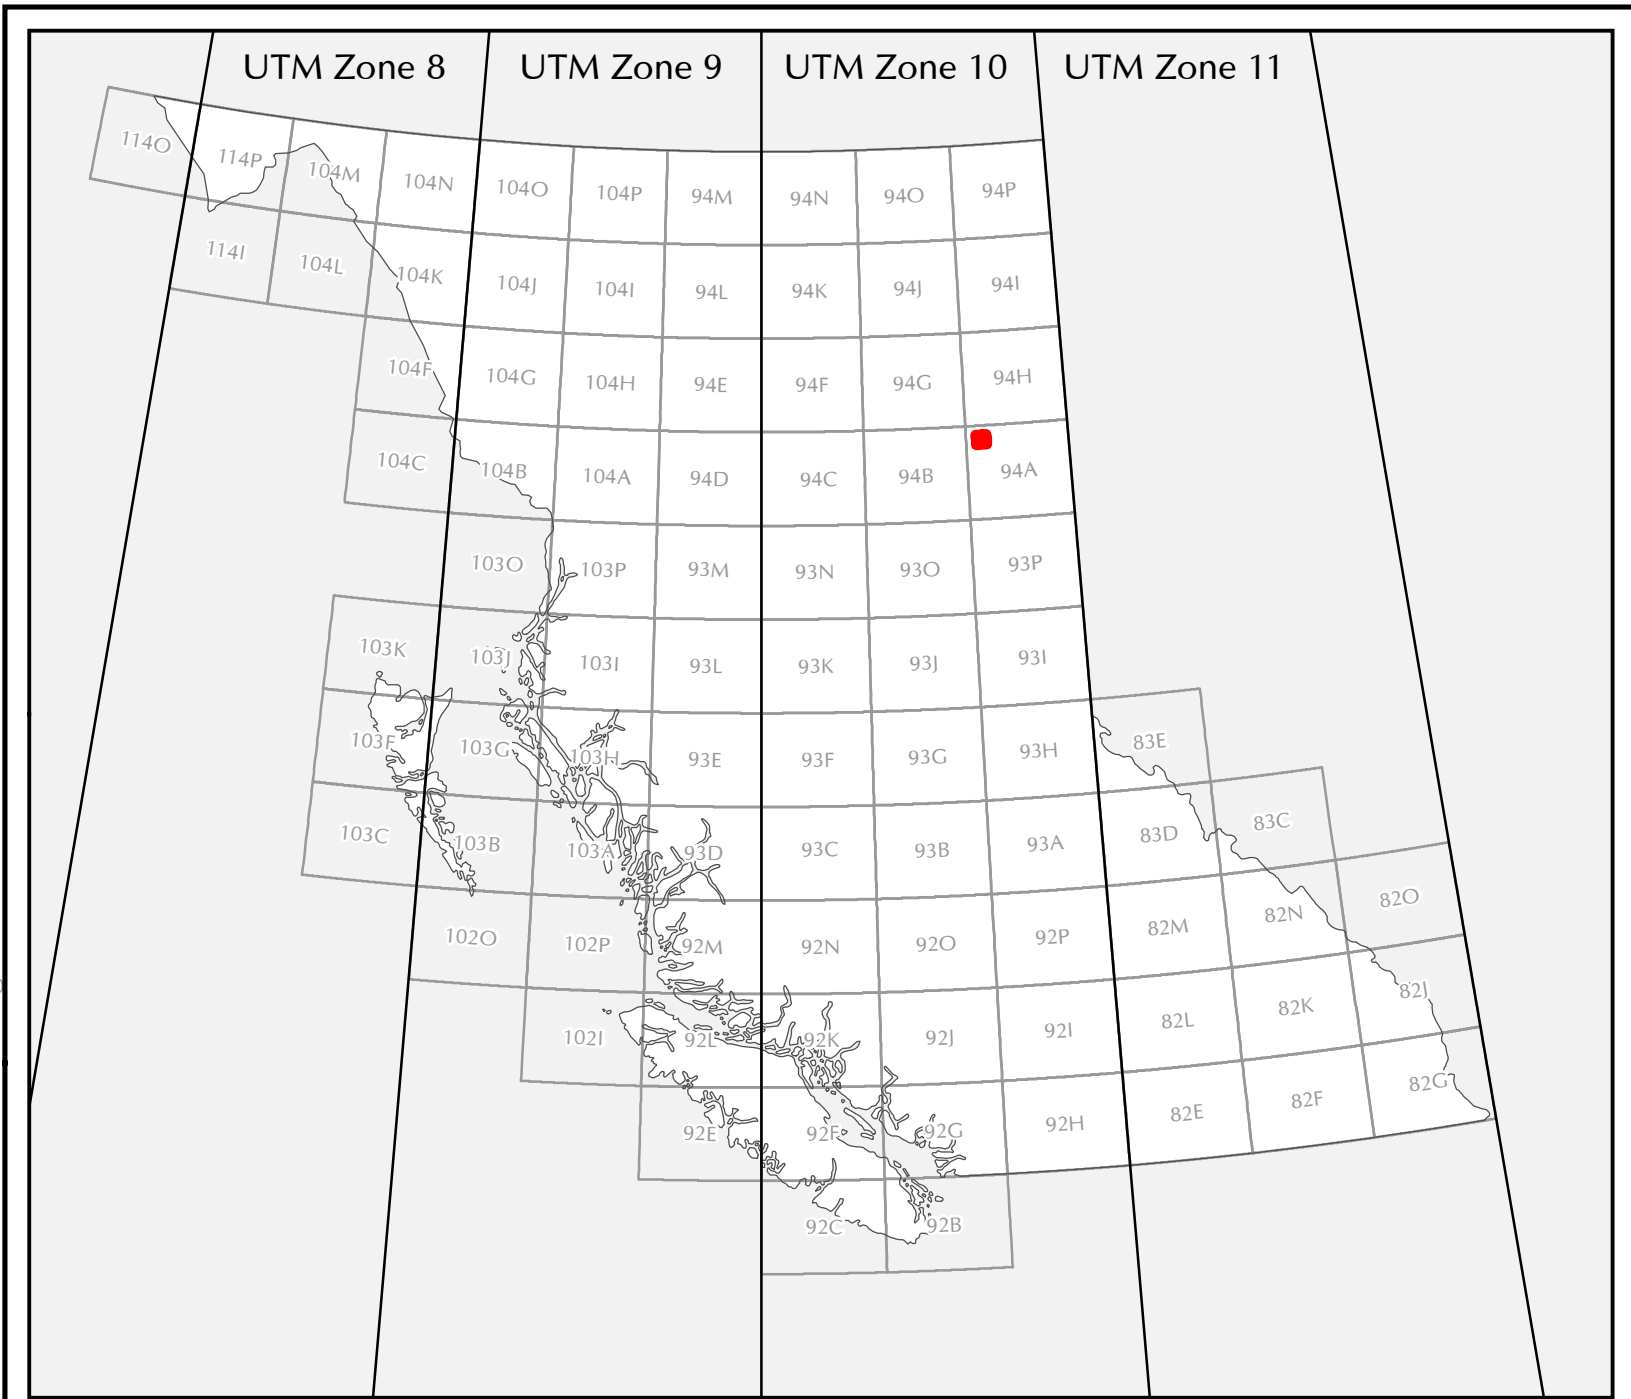 UTM Zone 8 UTM Zone 9 UTM Zone 10 UTM Zone 11
114O 114P 104M 104N 104O 104P 94M 94N 94O 94P
114I 104L 104K 104J 104I 94L 94K 94J 94I
104F 104G 104H 94E 94F 94G 94H
104C 104B 104A 94D 94C 94B 94A
103O 103P 93M 93N 93O 93P
103K 103J 103I 93L 93K 93J 93I
103F 103G 103H 93E 93F 93G 93H 83E
103C 103B 103A 93D 93C 93B 93A 83D 83C
102O 102P 92M 92N 92O 92P 82M 82N 82O
102I 92L 92K 92J 92I 82L 82K 82J
92E 92F 92G 92H 82E 82F 82G
92C 92B